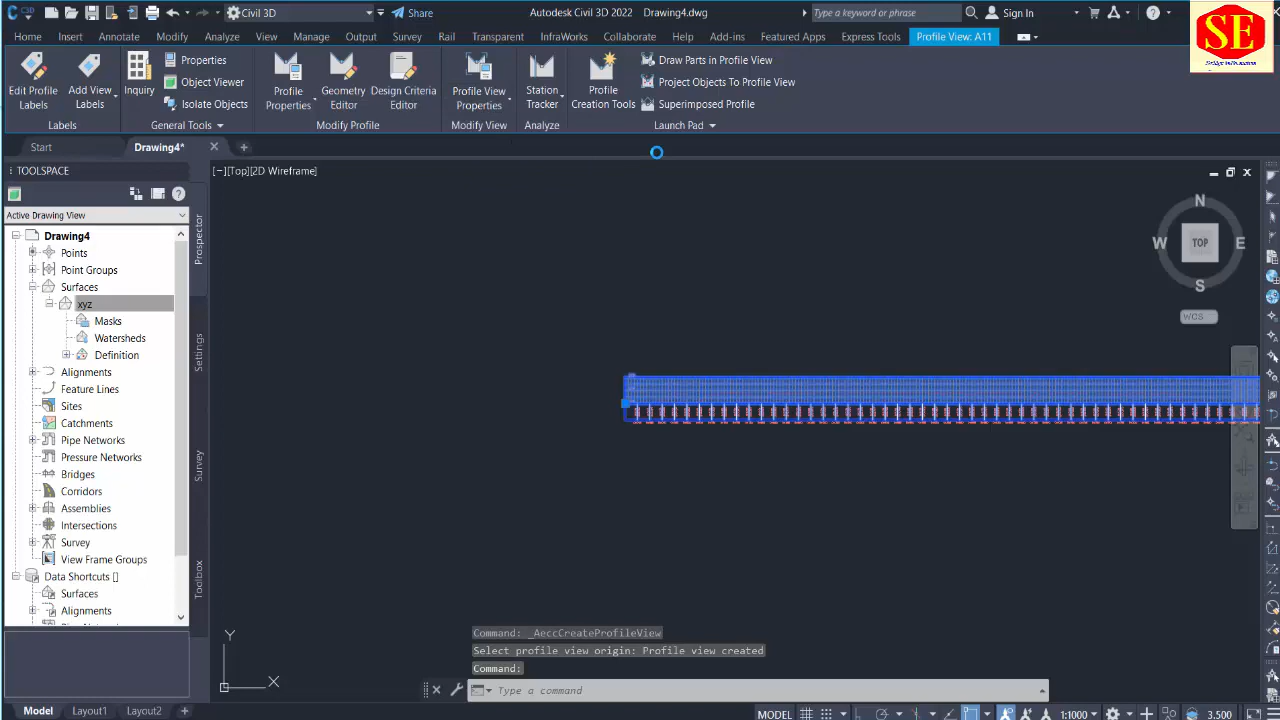 Civil 3D
Share
Autodesk Civil 3D 2022 Drawing4.dwg
Type a keyword or phrase
Sign In
SE
Home Insert Annotate Modify Analyze View Manage Output Survey Rail Transparent InfraWorks Collaborate Help Add-ins Featured Apps Express Tools Profile View: A11
Edit Profile Labels
Add View Labels
Inquiry
Properties
Object Viewer
Isolate Objects
Profile Properties
Geometry Editor
Design Criteria Editor
Profile View Properties
Station Tracker
Profile Creation Tools
Draw Parts in Profile View
Project Objects To Profile View
Superimposed Profile
Labels General Tools Modify Profile Modify View Analyze Launch Pad
Start Drawing4*
TOOLSPACE
[−][Top][2D Wireframe]
Active Drawing View
Drawing4
Points
Point Groups
Surfaces
xyz
Masks
Watersheds
Definition
Alignments
Feature Lines
Sites
Catchments
Pipe Networks
Pressure Networks
Bridges
Corridors
Assemblies
Intersections
Survey
View Frame Groups
Data Shortcuts []
Surfaces
Alignments
Prospector
Settings
Survey
Toolbox
N
W TOP E
S
WCS
Y
X
Command: _AeccCreateProfileView
Select profile view origin: Profile view created
Command:
Type a command
Model Layout1 Layout2
MODEL
1:1000
3.500